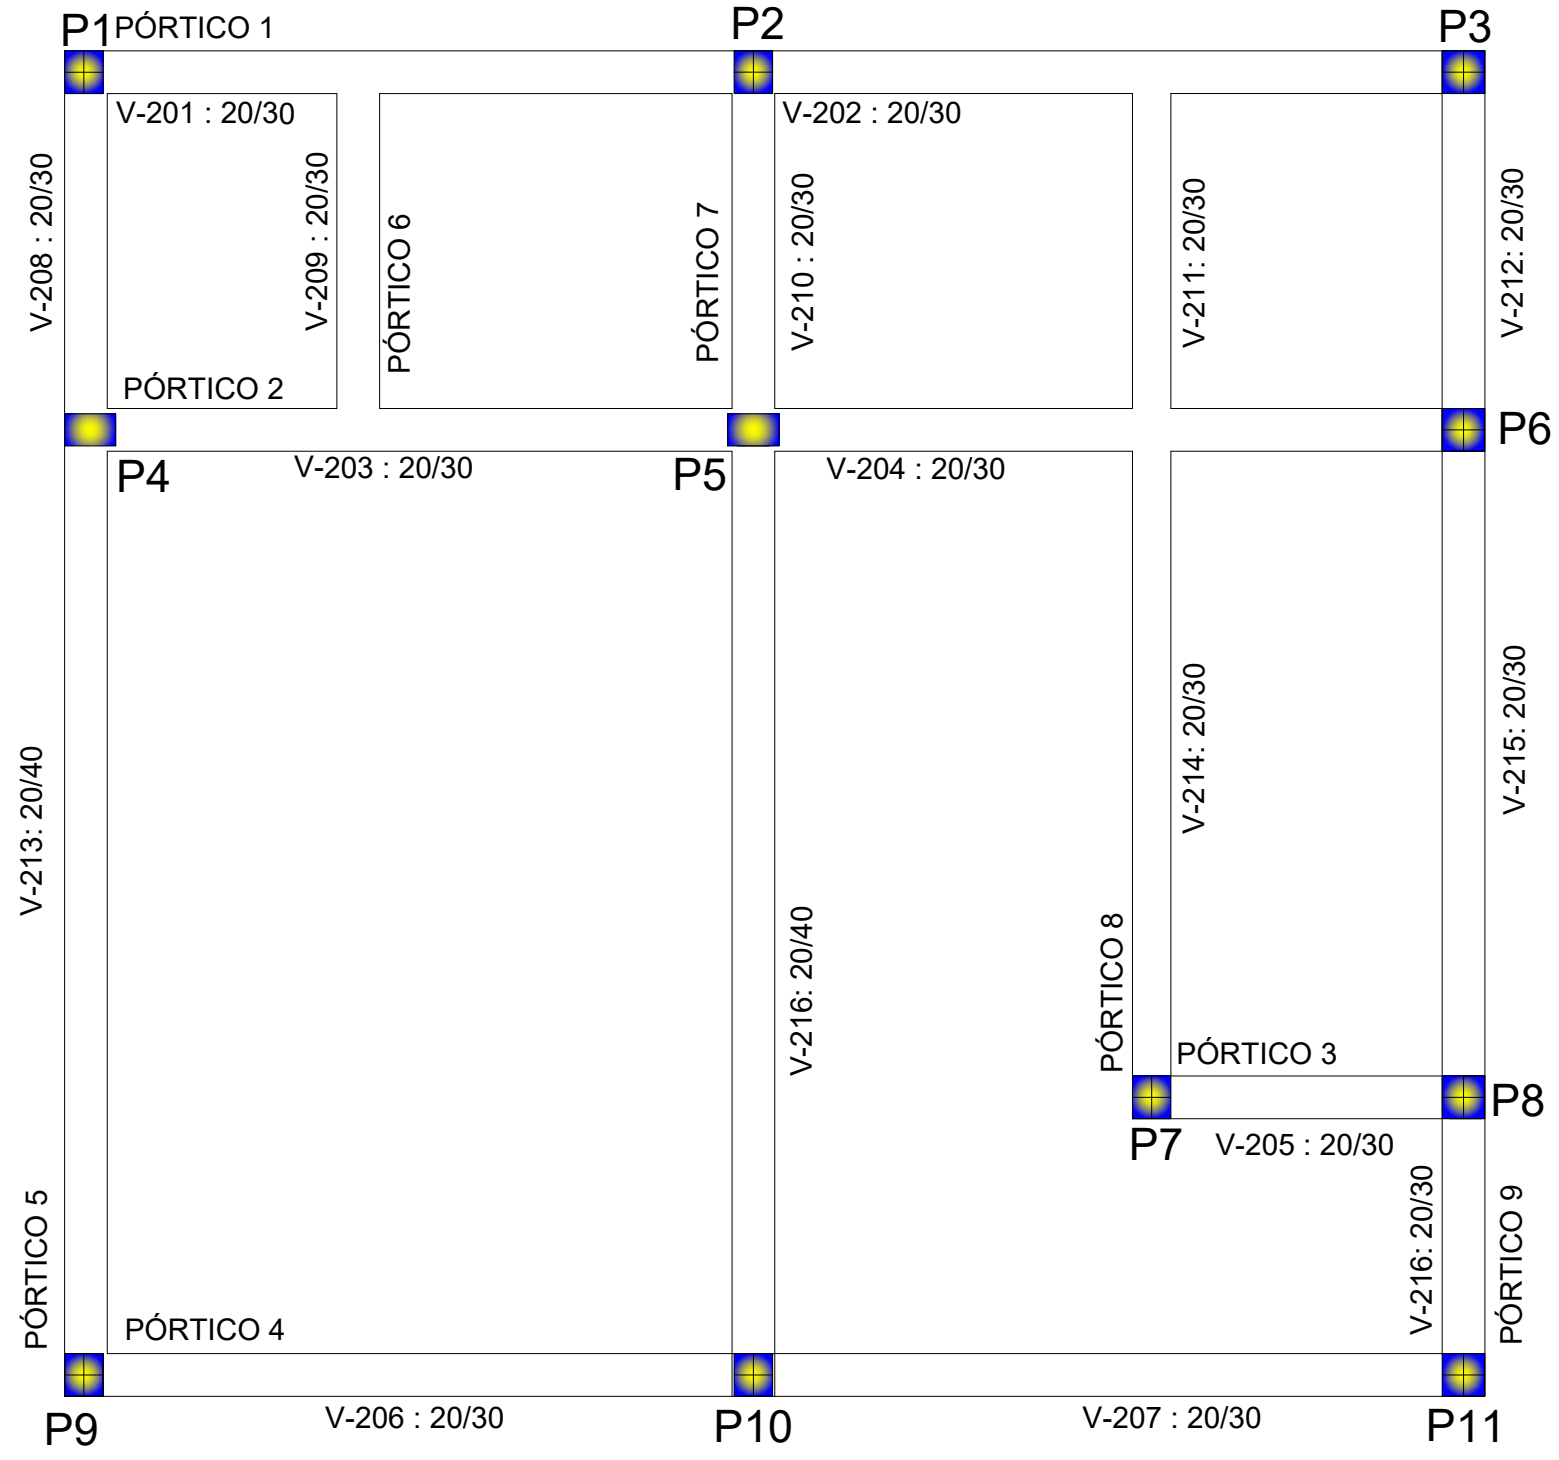 P1 PÓRTICO 1
P2
P3
V-201 : 20/30
V-202 : 20/30
V-208 : 20/30
V-209 : 20/30
PÓRTICO 6
PÓRTICO 7
V-210 : 20/30
V-211: 20/30
V-212: 20/30
PÓRTICO 2
P4
V-203 : 20/30
P5
V-204 : 20/30
P6
V-213: 20/40
V-216: 20/40
V-214: 20/30
V-215: 20/30
PÓRTICO 8
PÓRTICO 3
P7
V-205 : 20/30
P8
PÓRTICO 5
PÓRTICO 4
V-216: 20/30
PÓRTICO 9
P9
V-206 : 20/30
P10
V-207 : 20/30
P11